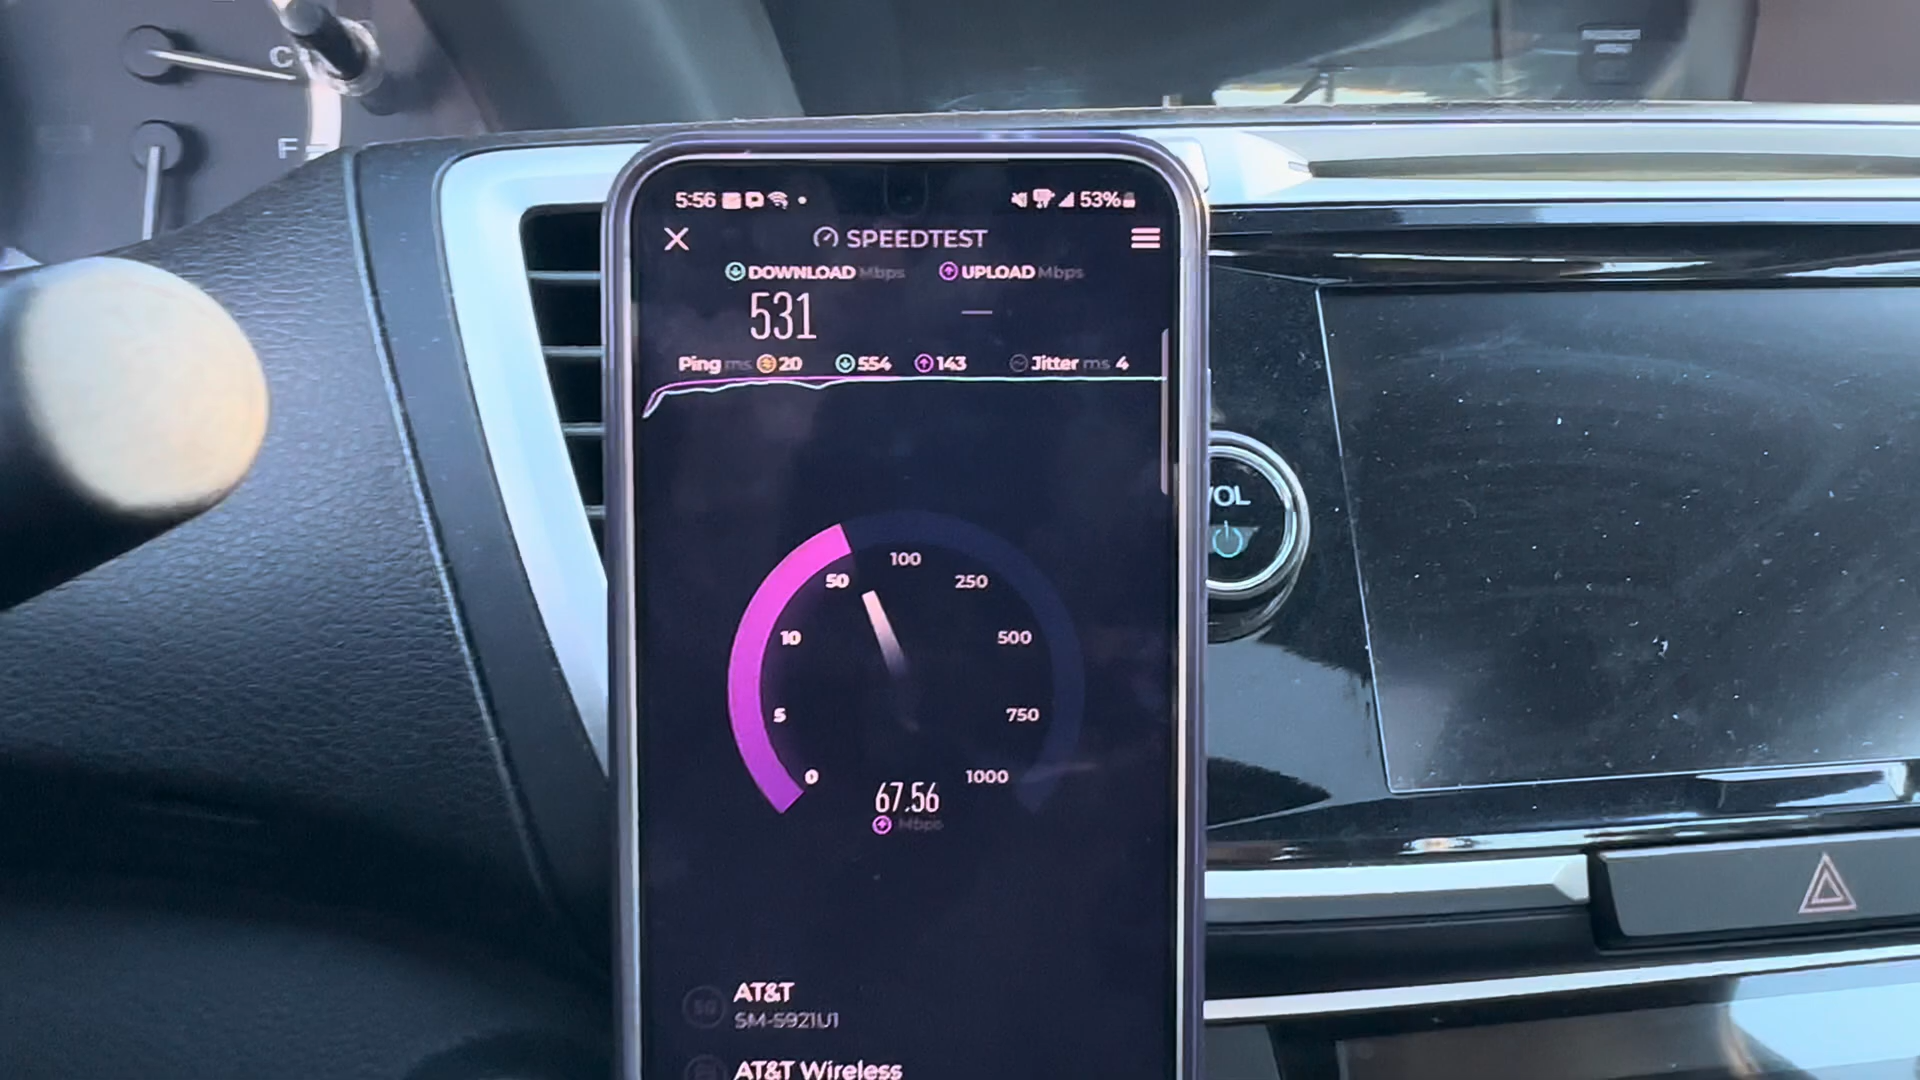 C
F
5:56
53%
SPEEDTEST
DOWNLOAD Mbps UPLOAD Mbps
531 —
Ping ms 20 554 143 Jitter ms 4
VOL
0
5
10
50
100
250
500
750
1000
67.56
Mbps
5G
AT&T
SM-S921U1
AT&T Wireless